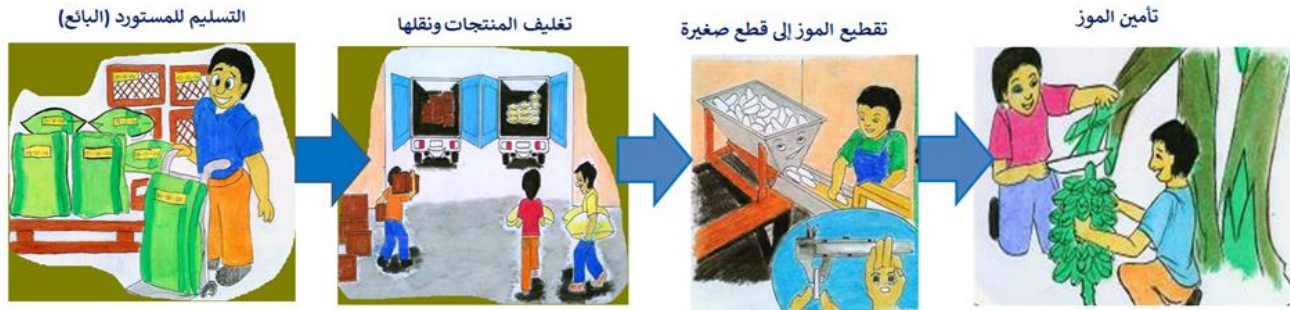 تأمين الموز
تقطيع الموز إلى قطع صغيرة
تغليف المنتجات ونقلها
التسليم للمستورد (البائع)